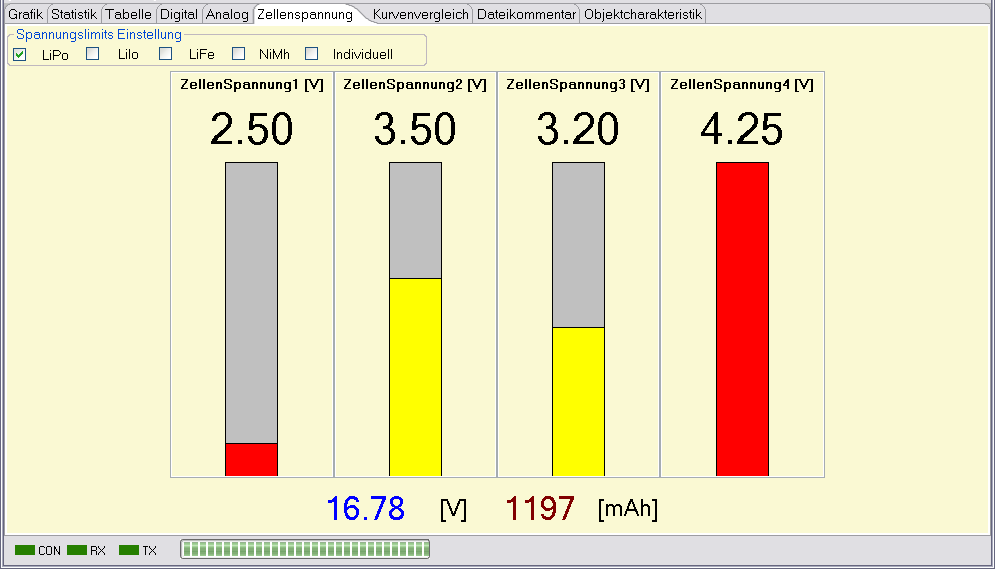 Grafik Statistik Tabelle Digital Analog Zellenspannung Kurvenvergleich Dateikommentar Objektcharakteristik
Spannungslimits Einstellung
LiPo LiIo LiFe NiMh Individuell
ZellenSpannung1 [V] ZellenSpannung2 [V] ZellenSpannung3 [V] ZellenSpannung4 [V]
2.50 3.50 3.20 4.25
16.78 [V] 1197 [mAh]
CON RX TX